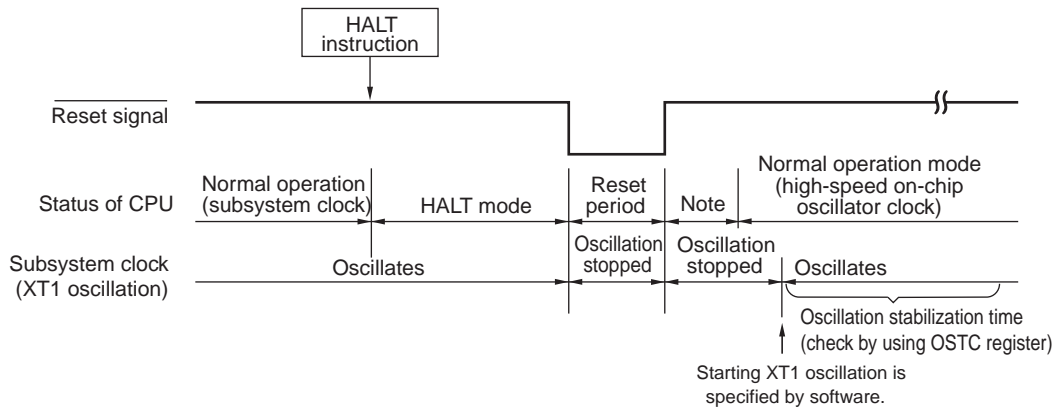 HALT
instruction
Reset signal
Status of CPU
Normal operation
(subsystem clock)
HALT mode
Reset
period
Note
Normal operation mode
(high-speed on-chip
oscillator clock)
Subsystem clock
(XT1 oscillation)
Oscillates
Oscillation
stopped
Oscillation
stopped
Oscillates
Oscillation stabilization time
(check by using OSTC register)
Starting XT1 oscillation is
specified by software.